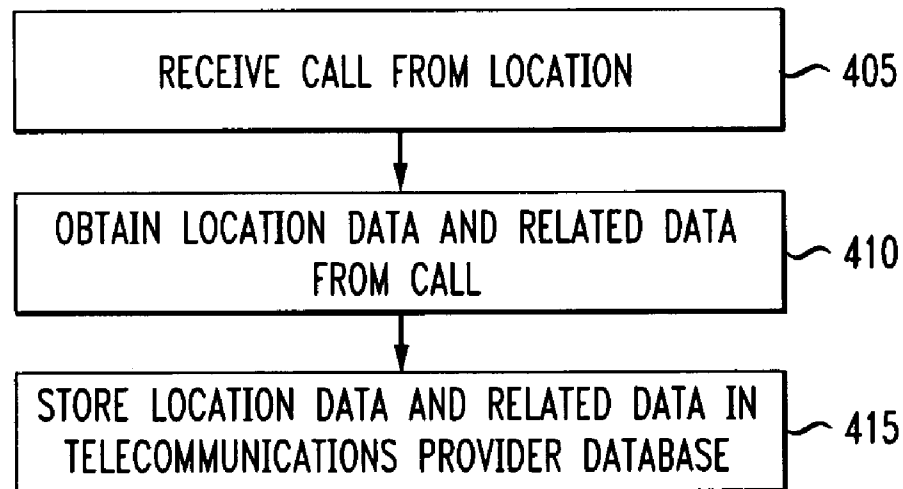 RECEIVE CALL FROM LOCATION
405
OBTAIN LOCATION DATA AND RELATED DATA
FROM CALL
410
STORE LOCATION DATA AND RELATED DATA IN
TELECOMMUNICATIONS PROVIDER DATABASE
415